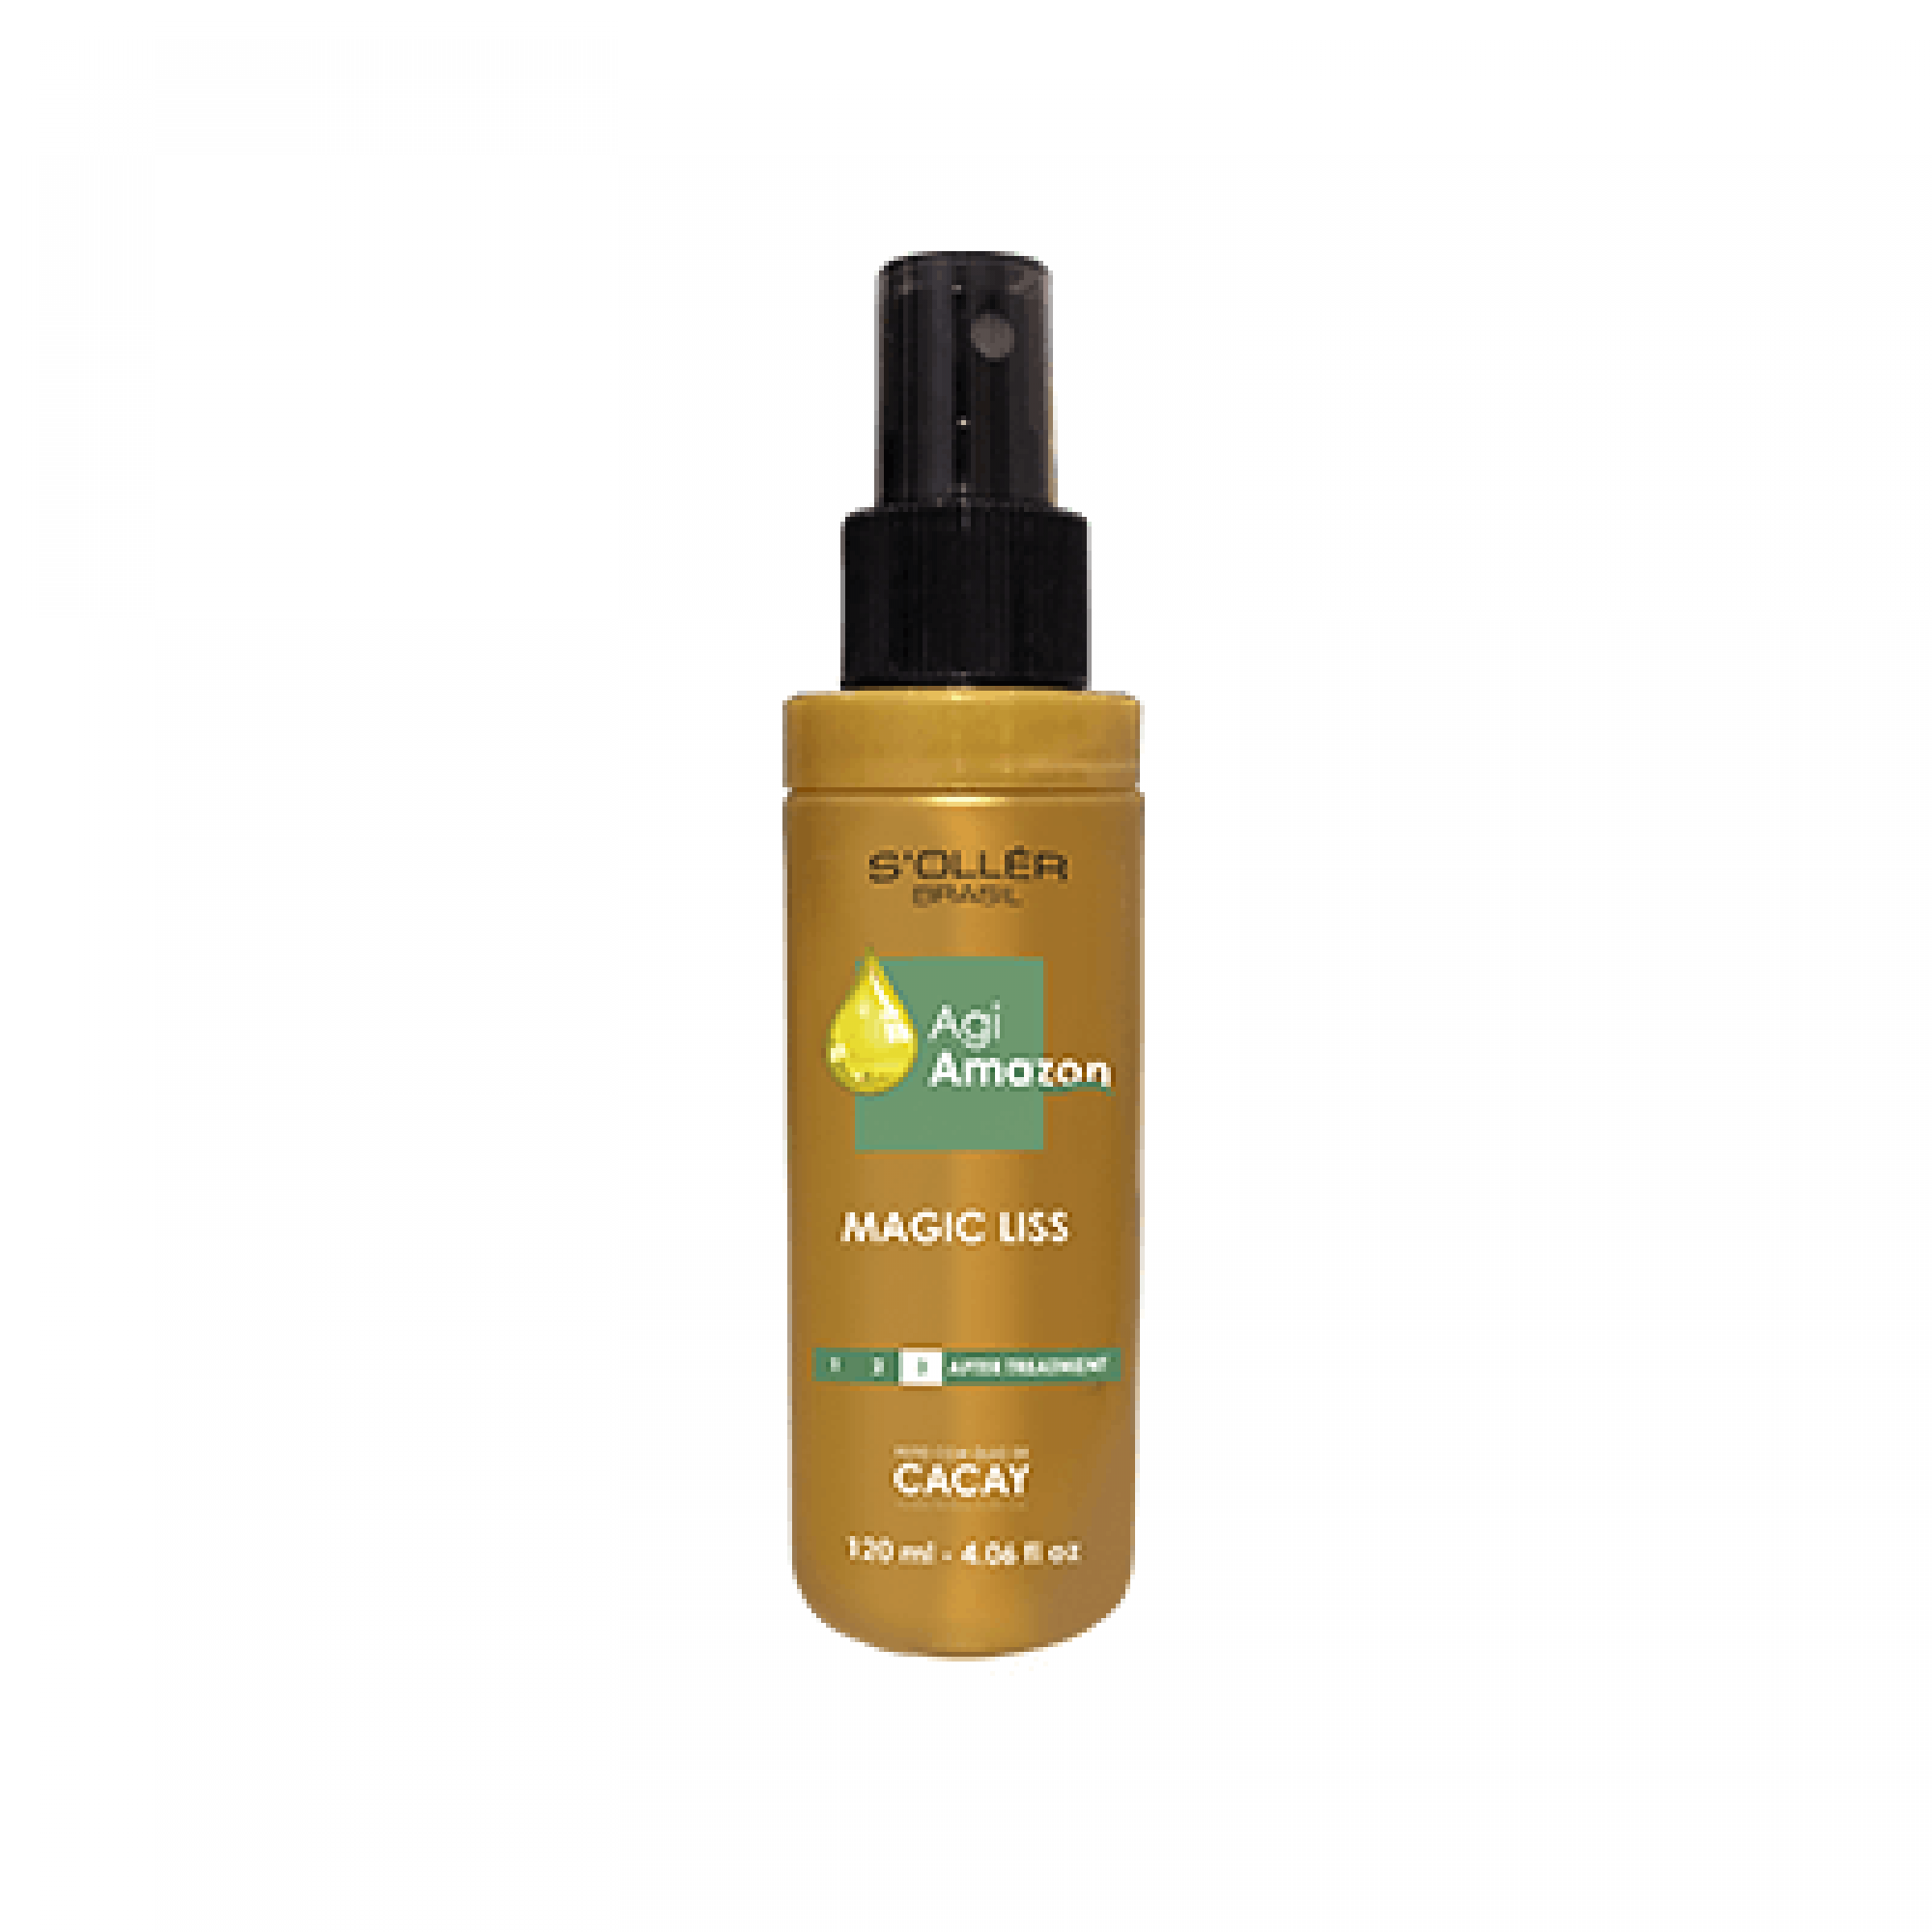 S'OLLÉR
BRASIL
Agi
Amazon
MAGIC LISS
1 2 3 AFTER TREATMENT
CACAY
120 ml - 4.06 fl oz